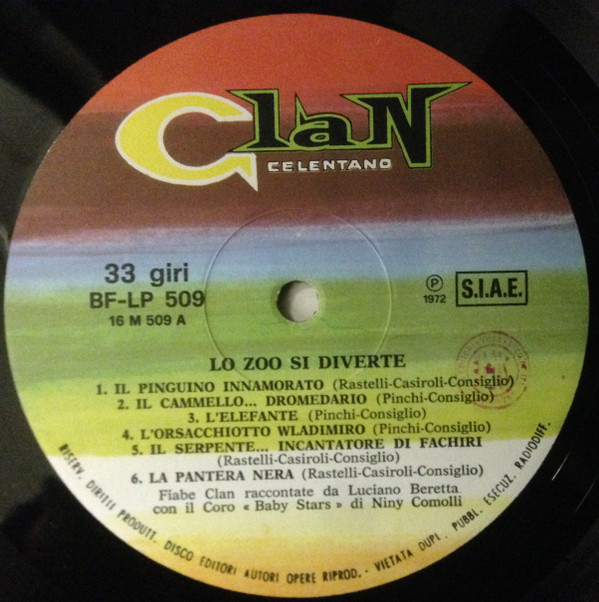 Clan
CELENTANO
33 giri
BF-LP 509
16 M 509 A
Ⓟ
1972
S.I.A.E.
LO ZOO SI DIVERTE
1. IL PINGUINO INNAMORATO (Rastelli-Casiroli-Consiglio)
2. IL CAMMELLO... DROMEDARIO (Pinchi-Consiglio)
3. L'ELEFANTE (Pinchi-Consiglio)
4. L'ORSACCHIOTTO WLADIMIRO (Pinchi-Consiglio)
5. IL SERPENTE... INCANTATORE DI FACHIRI
(Rastelli-Casiroli-Consiglio)
6. LA PANTERA NERA (Rastelli-Casiroli-Consiglio)
Fiabe Clan raccontate da Luciano Beretta
con il Coro « Baby Stars » di Niny Comolli
RISERV. DIRITTI PRODUTT. DISCO EDITORI AUTORI OPERE RIPROD. - VIETATA DUPL. PUBBL. ESECUZ. RADIODIFF.